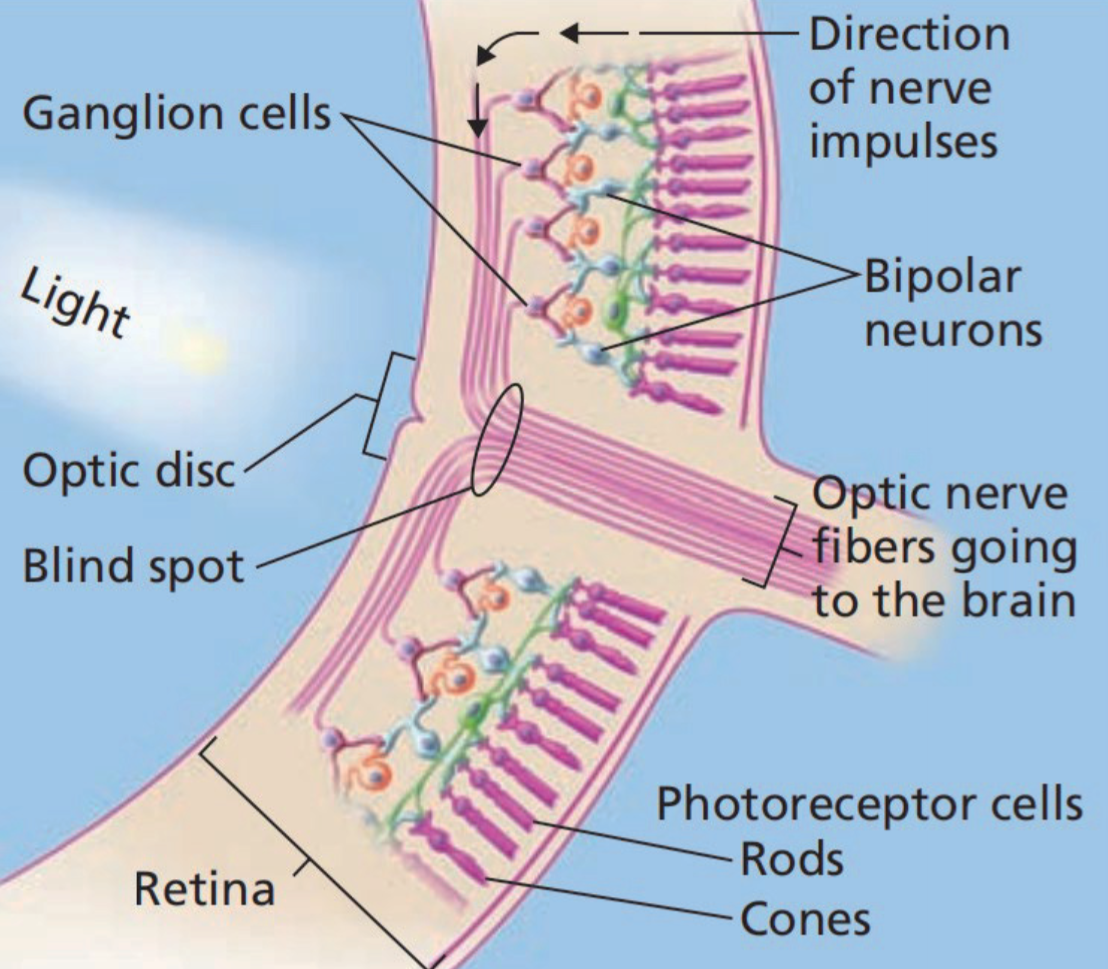 Direction
of nerve
impulses
Ganglion cells
Bipolar
neurons
Light
Optic disc
Blind spot
Optic nerve
fibers going
to the brain
Photoreceptor cells
Rods
Cones
Retina